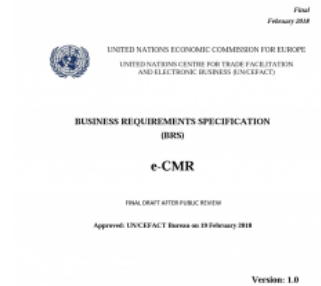 Final
February 2018
UNITED NATIONS ECONOMIC COMMISSION FOR EUROPE
UNITED NATIONS CENTRE FOR TRADE FACILITATION
AND ELECTRONIC BUSINESS (UN/CEFACT)
BUSINESS REQUIREMENTS SPECIFICATION
(BRS)
e-CMR
FINAL DRAFT AFTER PUBLIC REVIEW
Approved: UN/CEFACT Bureau on 19 February 2018
Version: 1.0